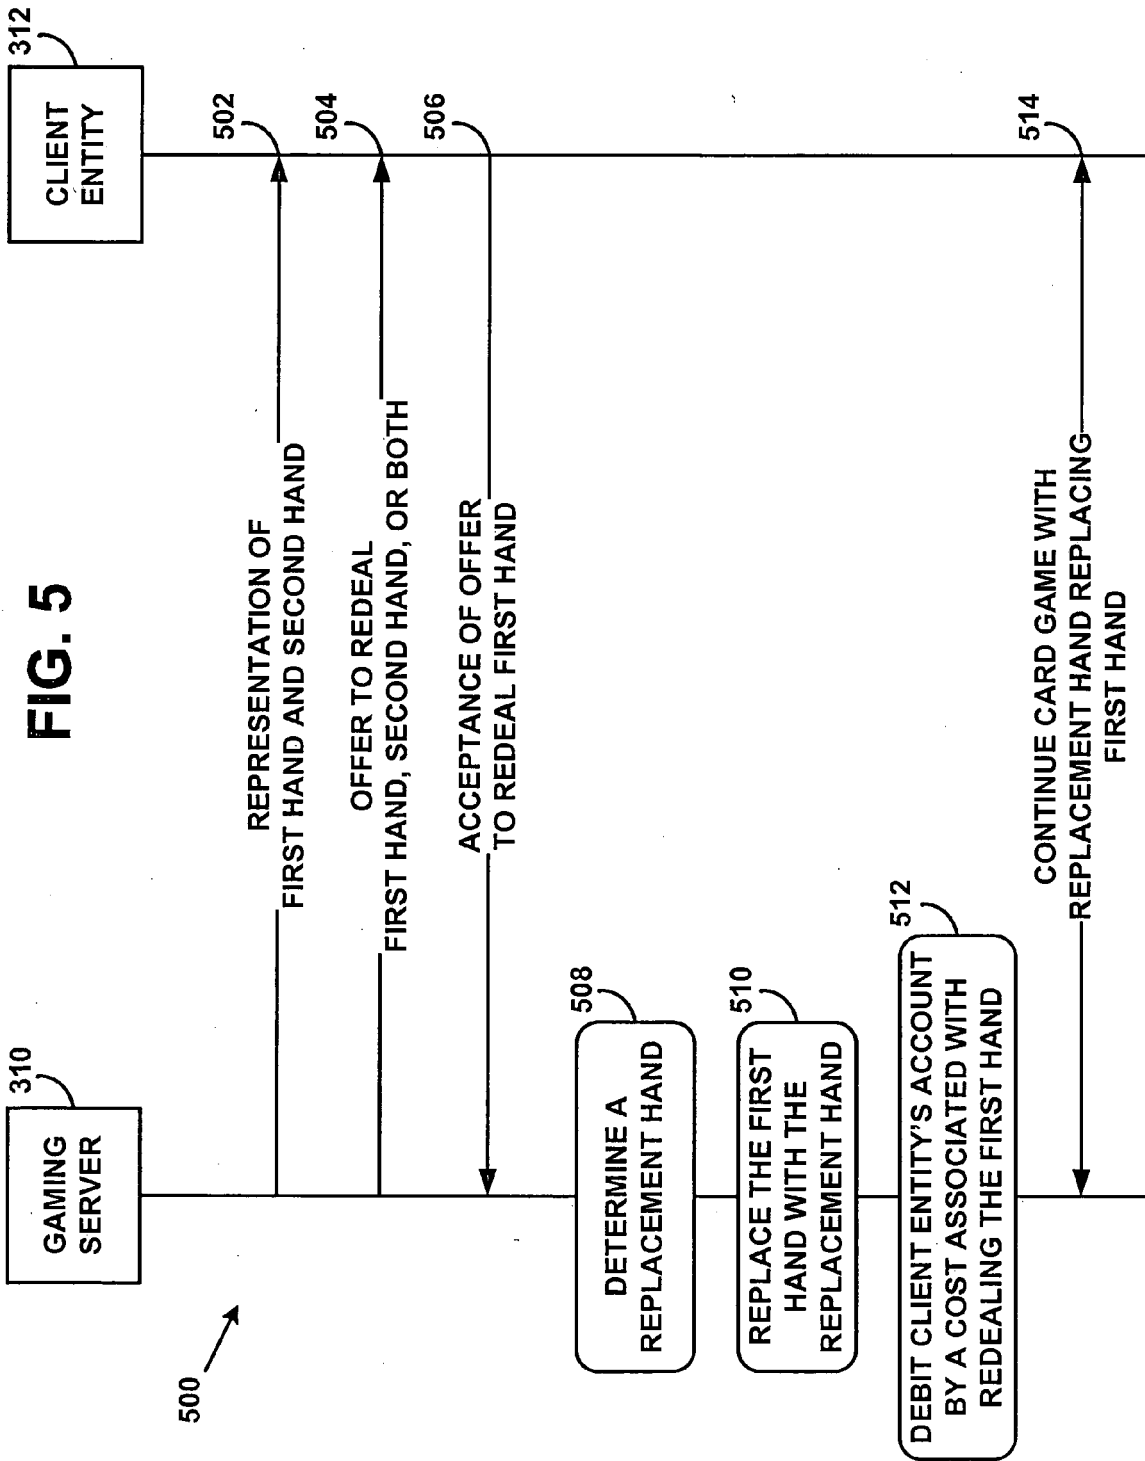 FIG. 5
500
310
GAMING
SERVER
312
CLIENT
ENTITY
REPRESENTATION OF
FIRST HAND AND SECOND HAND
502
OFFER TO REDEAL
FIRST HAND, SECOND HAND, OR BOTH
504
ACCEPTANCE OF OFFER
TO REDEAL FIRST HAND
506
508
DETERMINE A
REPLACEMENT HAND
510
REPLACE THE FIRST
HAND WITH THE
REPLACEMENT HAND
512
DEBIT CLIENT ENTITY'S ACCOUNT
BY A COST ASSOCIATED WITH
REDEALING THE FIRST HAND
CONTINUE CARD GAME WITH
REPLACEMENT HAND REPLACING
FIRST HAND
514